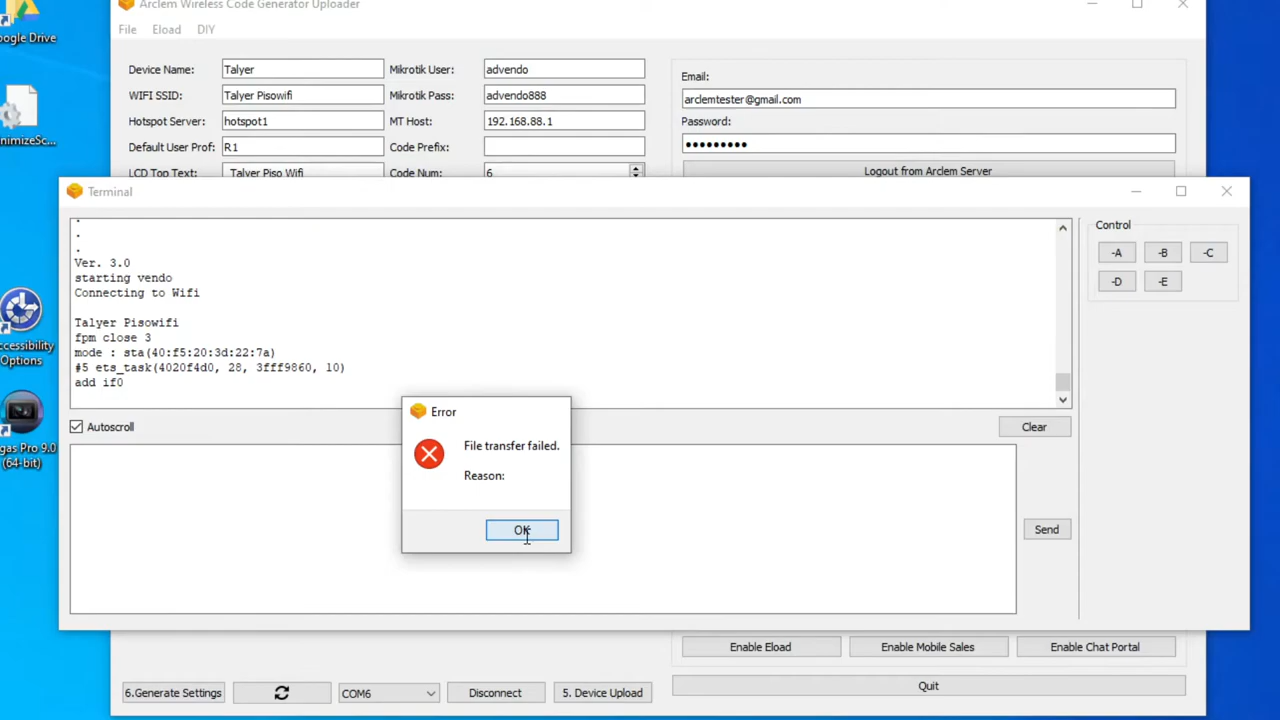 oogle Drive
nimizeSc...
ccessibility
Options
gas Pro 9.0
(64-bit)
Arclem Wireless Code Generator Uploader
File Eload DIY
Device Name: Talyer Mikrotik User: advendo
WIFI SSID: Talyer Pisowifi Mikrotik Pass: advendo888
Hotspot Server: hotspot1 MT Host: 192.168.88.1
Default User Prof: R1 Code Prefix:
LCD Top Text: Talyer Piso Wifi Code Num: 6
Email:
arclemtester@gmail.com
Password:
●●●●●●●●●
Logout from Arclem Server
Terminal
.
.
.
Ver. 3.0
starting vendo
Connecting to Wifi
Talyer Pisowifi
fpm close 3
mode : sta(40:f5:20:3d:22:7a)
#5 ets_task(4020f4d0, 28, 3fff9860, 10)
add if0
Control
-A -B -C
-D -E
Autoscroll
Clear
Error
File transfer failed.
Reason:
OK
Send
Enable Eload Enable Mobile Sales Enable Chat Portal
6.Generate Settings COM6 Disconnect 5. Device Upload Quit